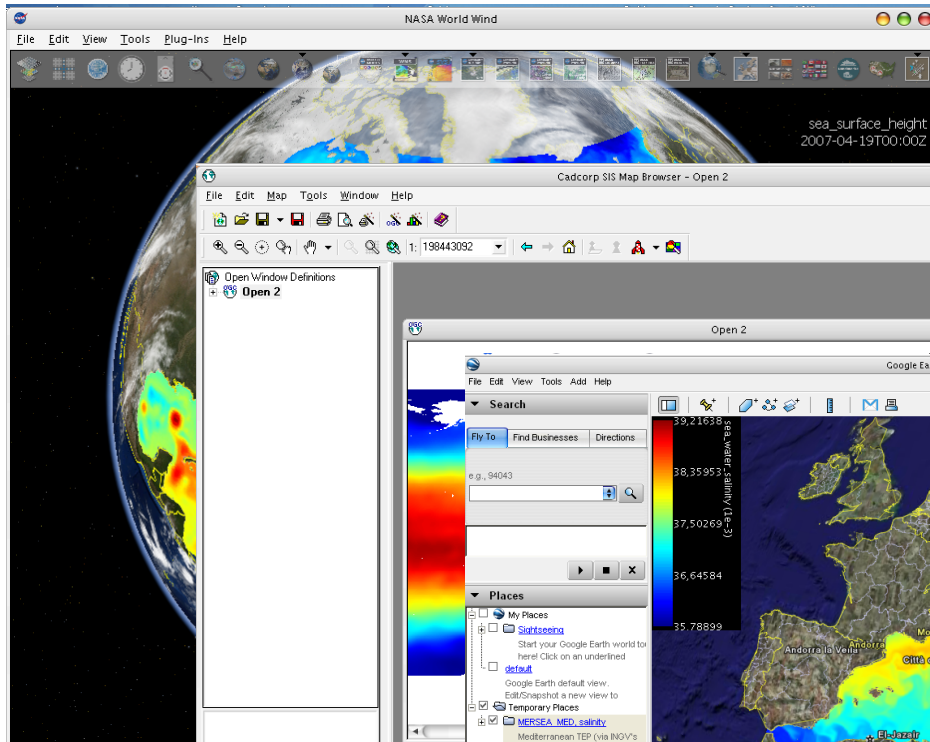 NASA World Wind
File Edit View Tools Plug-Ins Help
sea_surface_height
2007-04-19T00:00Z
Cadcorp SIS Map Browser - Open 2
File Edit Map Tools Window Help
1: 198443092
Open Window Definitions
Open 2
Open 2
Google Ea
File Edit View Tools Add Help
Search
Fly To Find Businesses Directions
e.g., 94043
Places
My Places
Sightseeing
Start your Google Earth world to
here! Click on an underlined
default
Google Earth default view.
Edit/Snapshot a new view to
Temporary Places
MERSEA_MED, salinity
Mediterranean TEP (via INGV's
39,21638
38,35953
37,50269
36,64584
35.78899
sea_water_salinity (1e-3)
Andorra la Vella Andorra
Mo
Città d
El-Jazair